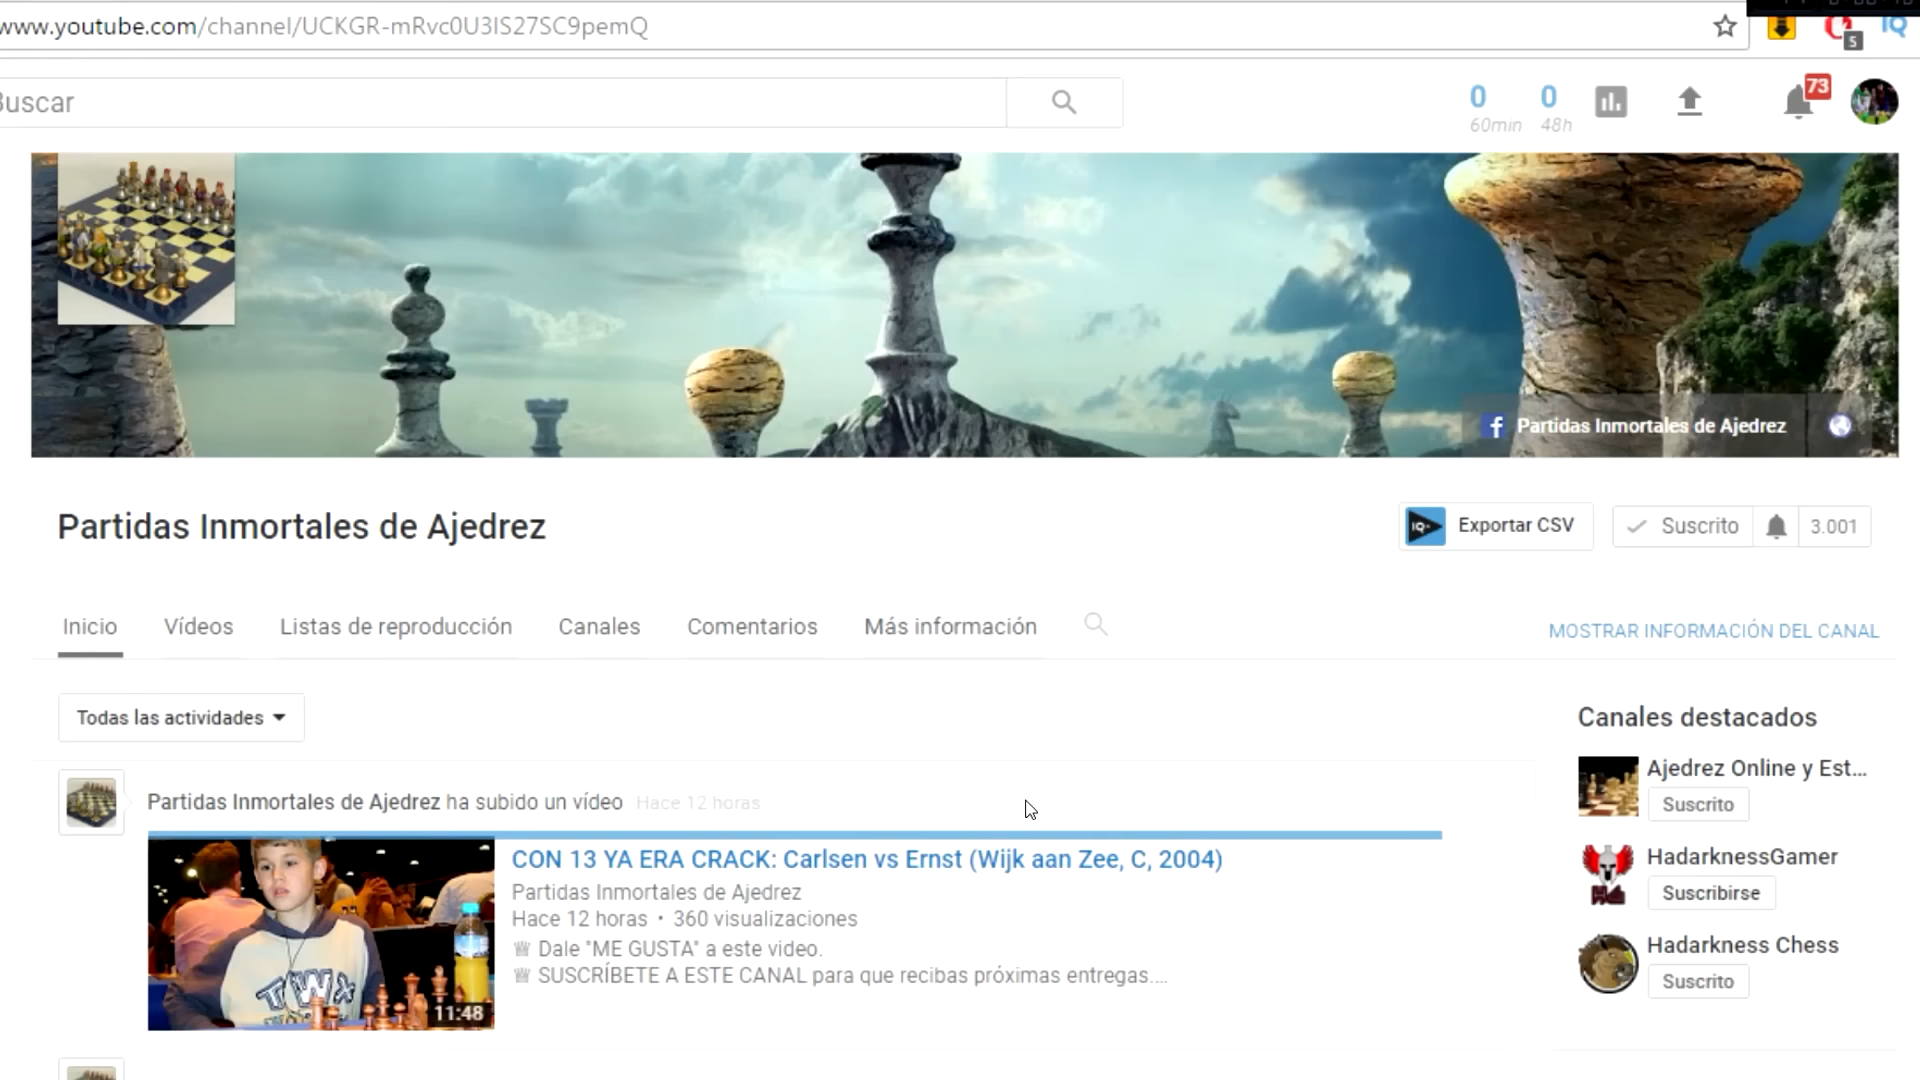 www.youtube.com/channel/UCKGR-mRvc0U3IS27SC9pemQ
S
IQ
Buscar
0
60min
0
48h
73
Partidas Inmortales de Ajedrez
Partidas Inmortales de Ajedrez
IQ
Exportar CSV
Suscrito
3.001
Inicio
Vídeos
Listas de reproducción
Canales
Comentarios
Más información
MOSTRAR INFORMACIÓN DEL CANAL
Todas las actividades
Canales destacados
Ajedrez Online y Est...
Suscrito
HadarknessGamer
Suscribirse
Hadarkness Chess
Suscrito
Partidas Inmortales de Ajedrez ha subido un vídeo Hace 12 horas
CON 13 YA ERA CRACK: Carlsen vs Ernst (Wijk aan Zee, C, 2004)
Partidas Inmortales de Ajedrez
Hace 12 horas • 360 visualizaciones
♕ Dale "ME GUSTA" a este video.
♕ SUSCRÍBETE A ESTE CANAL para que recibas próximas entregas....
TWX
11:48